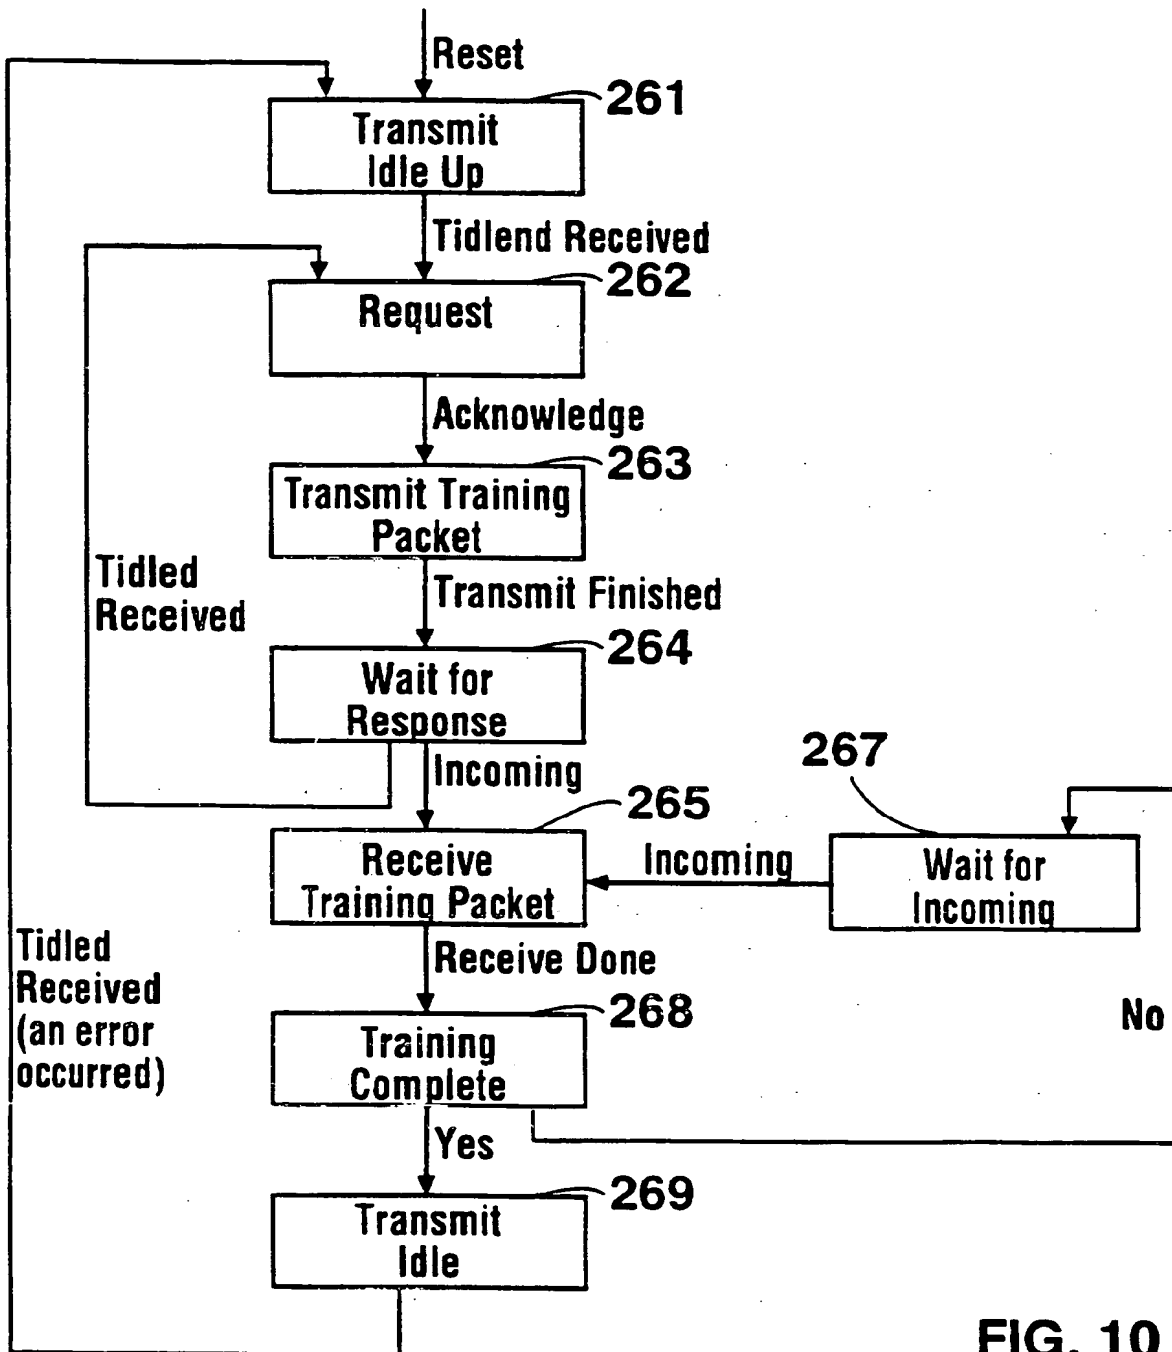 Reset
261
Transmit
Idle Up
Tidlend Received
262
Request
Acknowledge
263
Transmit Training
Packet
Tidled
Received
Transmit Finished
264
Wait for
Response
Incoming
267
265
Receive
Training Packet
Incoming
Wait for
Incoming
Tidled
Received
(an error
occurred)
Receive Done
268
No
Training
Complete
Yes
269
Transmit
Idle
FIG. 10